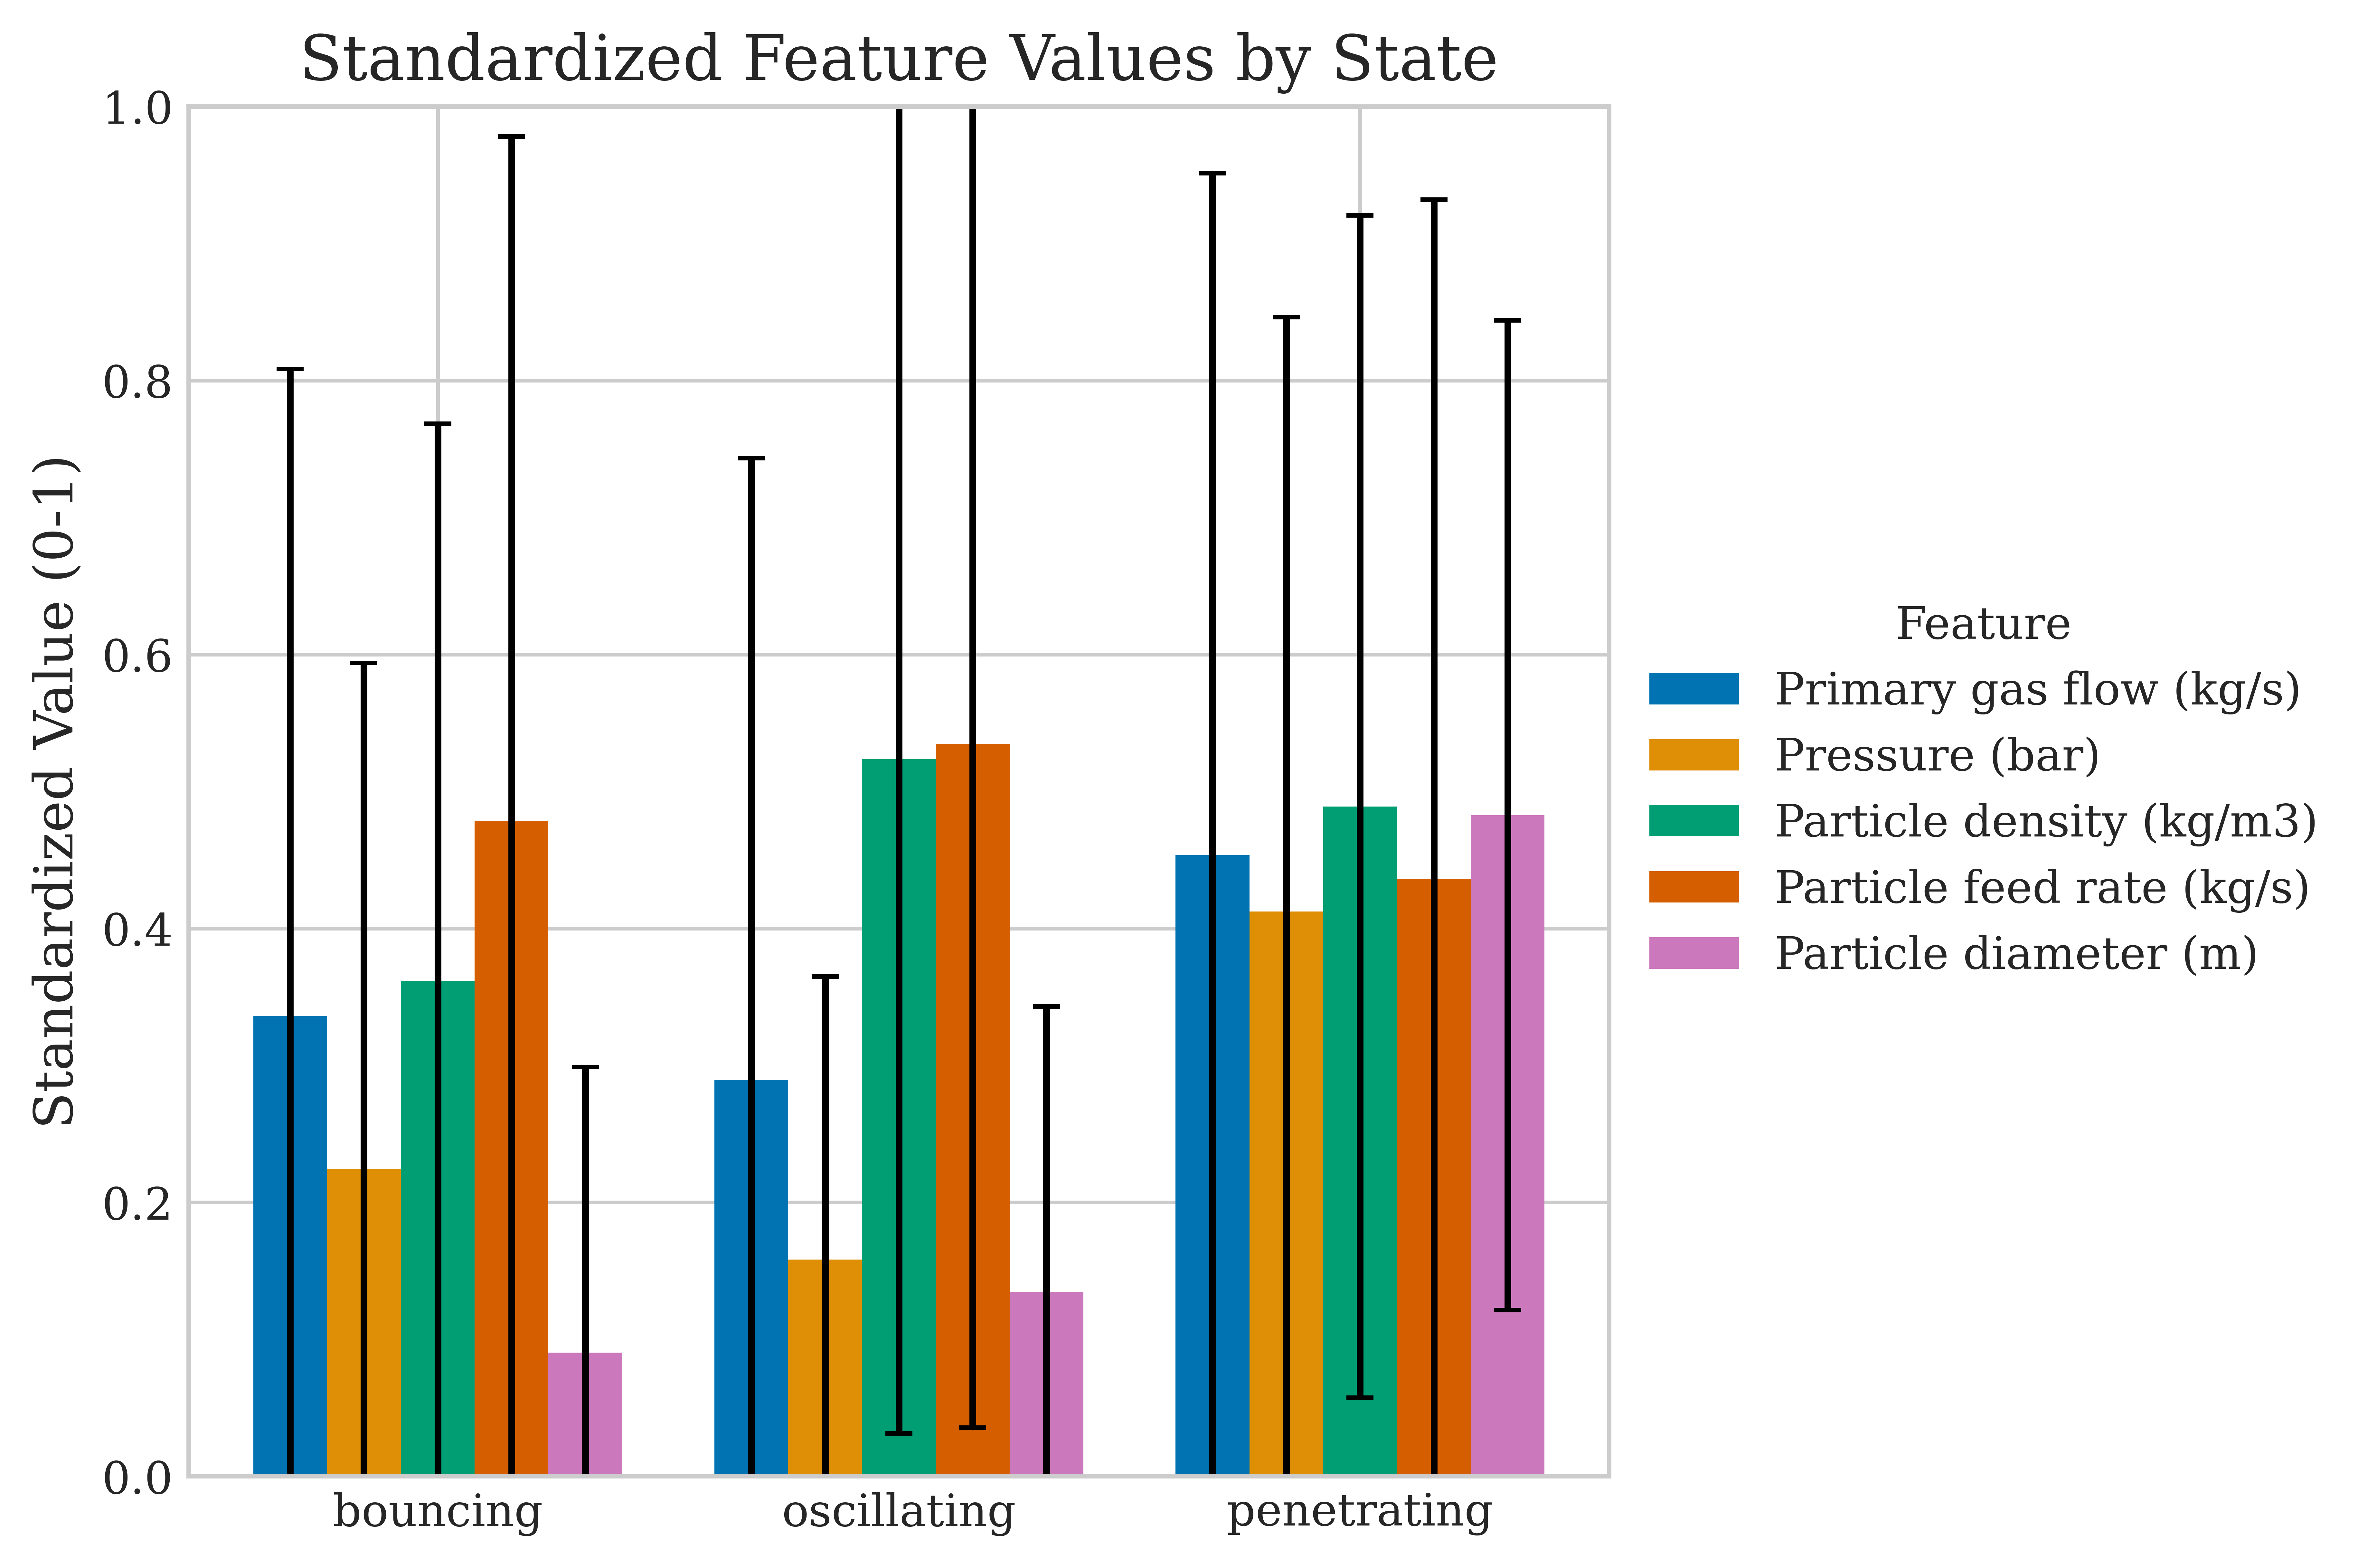 Standardized Feature Values by State
Standardized Value (0-1)
1.0
0.8
0.6
0.4
0.2
0.0
bouncing
oscillating
penetrating
Feature
Primary gas flow (kg/s)
Pressure (bar)
Particle density (kg/m3)
Particle feed rate (kg/s)
Particle diameter (m)